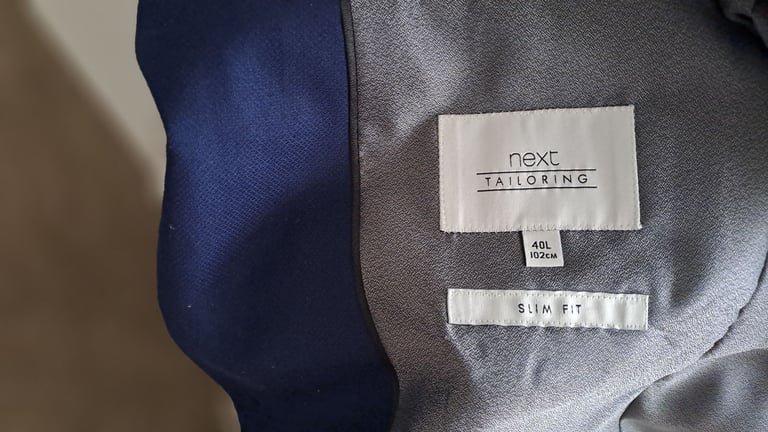 next
TAILORING
40L
102CM
SLIM FIT